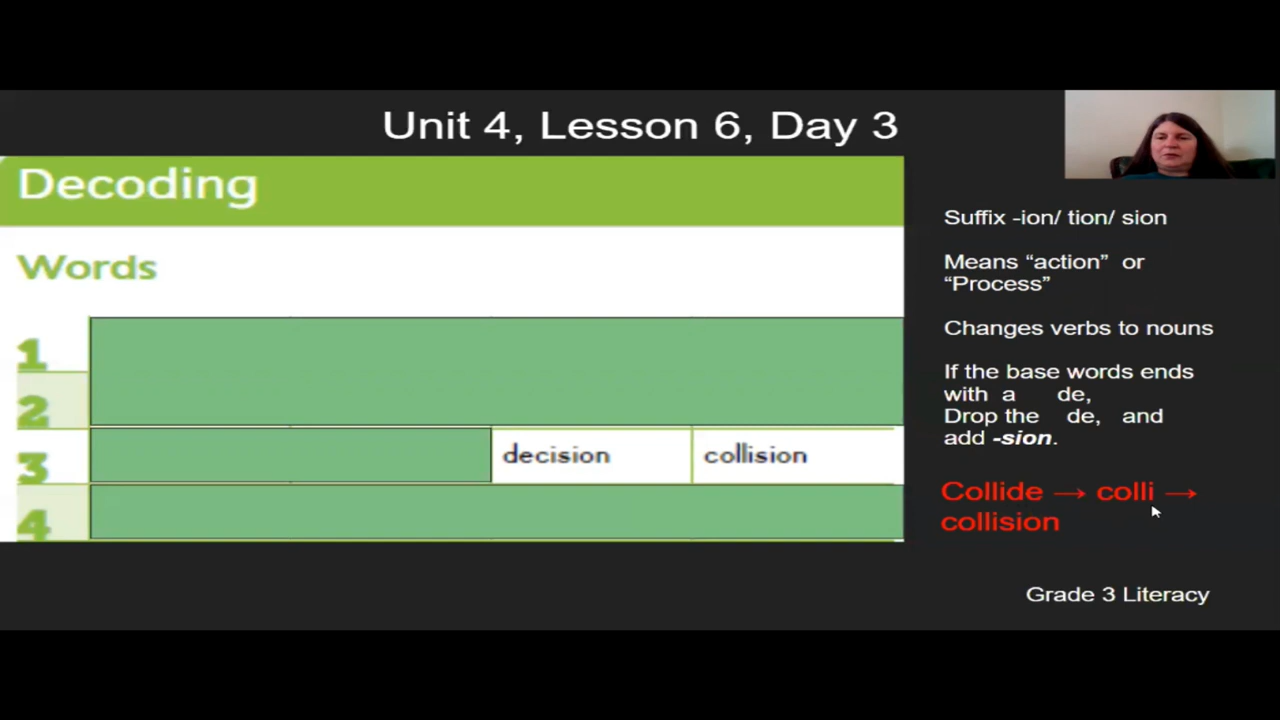 Unit 4, Lesson 6, Day 3
Decoding
Words
1
2
3 decision collision
4
Suffix -ion/ tion/ sion
Means “action” or
“Process”
Changes verbs to nouns
If the base words ends
with a de,
Drop the de, and
add -sion.
Collide → colli →
collision
Grade 3 Literacy